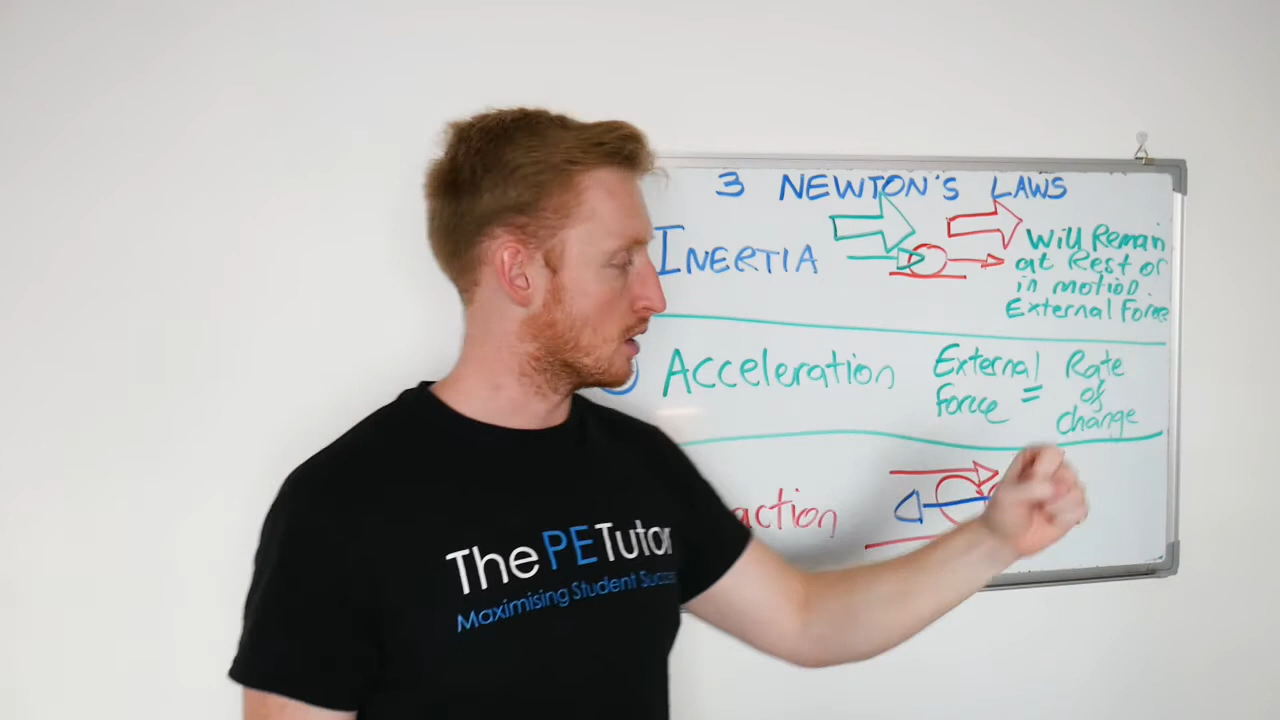 3 NEWTON'S LAWS
INERTIA
Will Remain
at Rest or
in motion
External Force
Acceleration
External Force =
Rate of change
action
The PE Tutor
Maximising Student